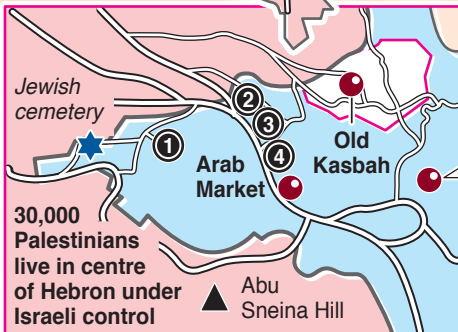 Jewish
cemetery
1
2
3
4
Arab
Market
Old
Kasbah
30,000
Palestinians
live in centre
of Hebron under
Israeli control
Abu
Sneina Hill